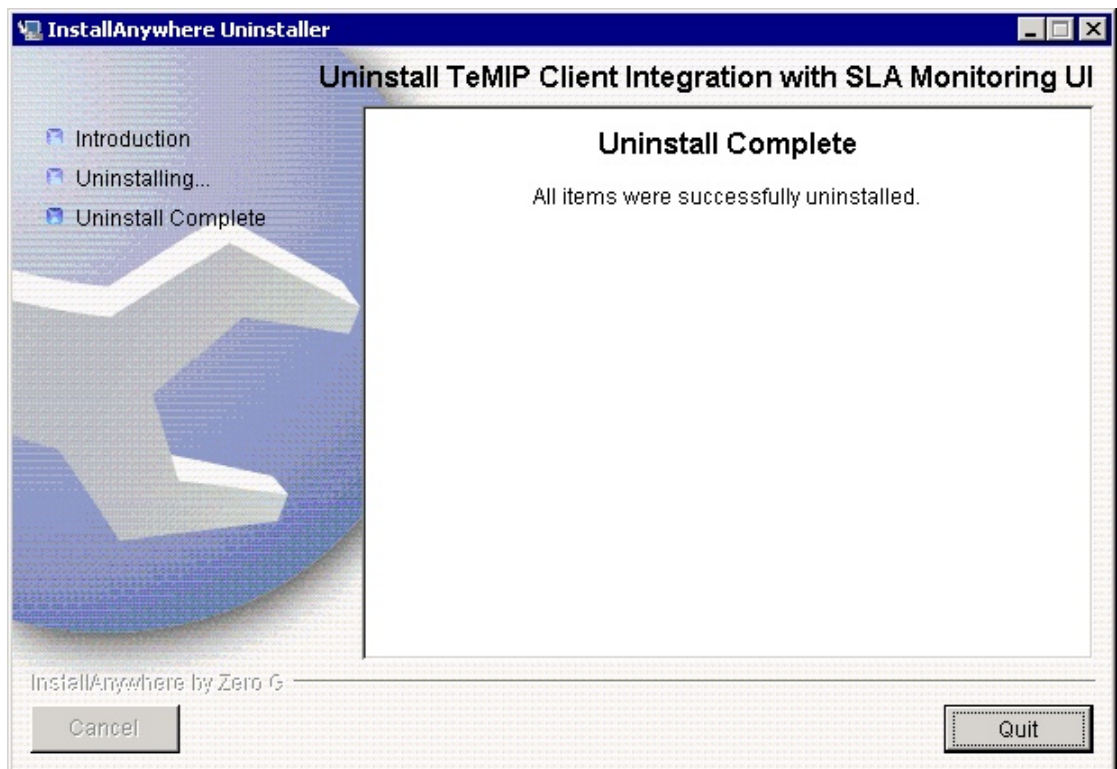 InstallAnywhere Uninstaller
Uninstall TeMIP Client Integration with SLA Monitoring UI
Introduction
Uninstalling...
Uninstall Complete
Uninstall Complete
All items were successfully uninstalled.
InstallAnywhere by Zero G
Cancel
Quit